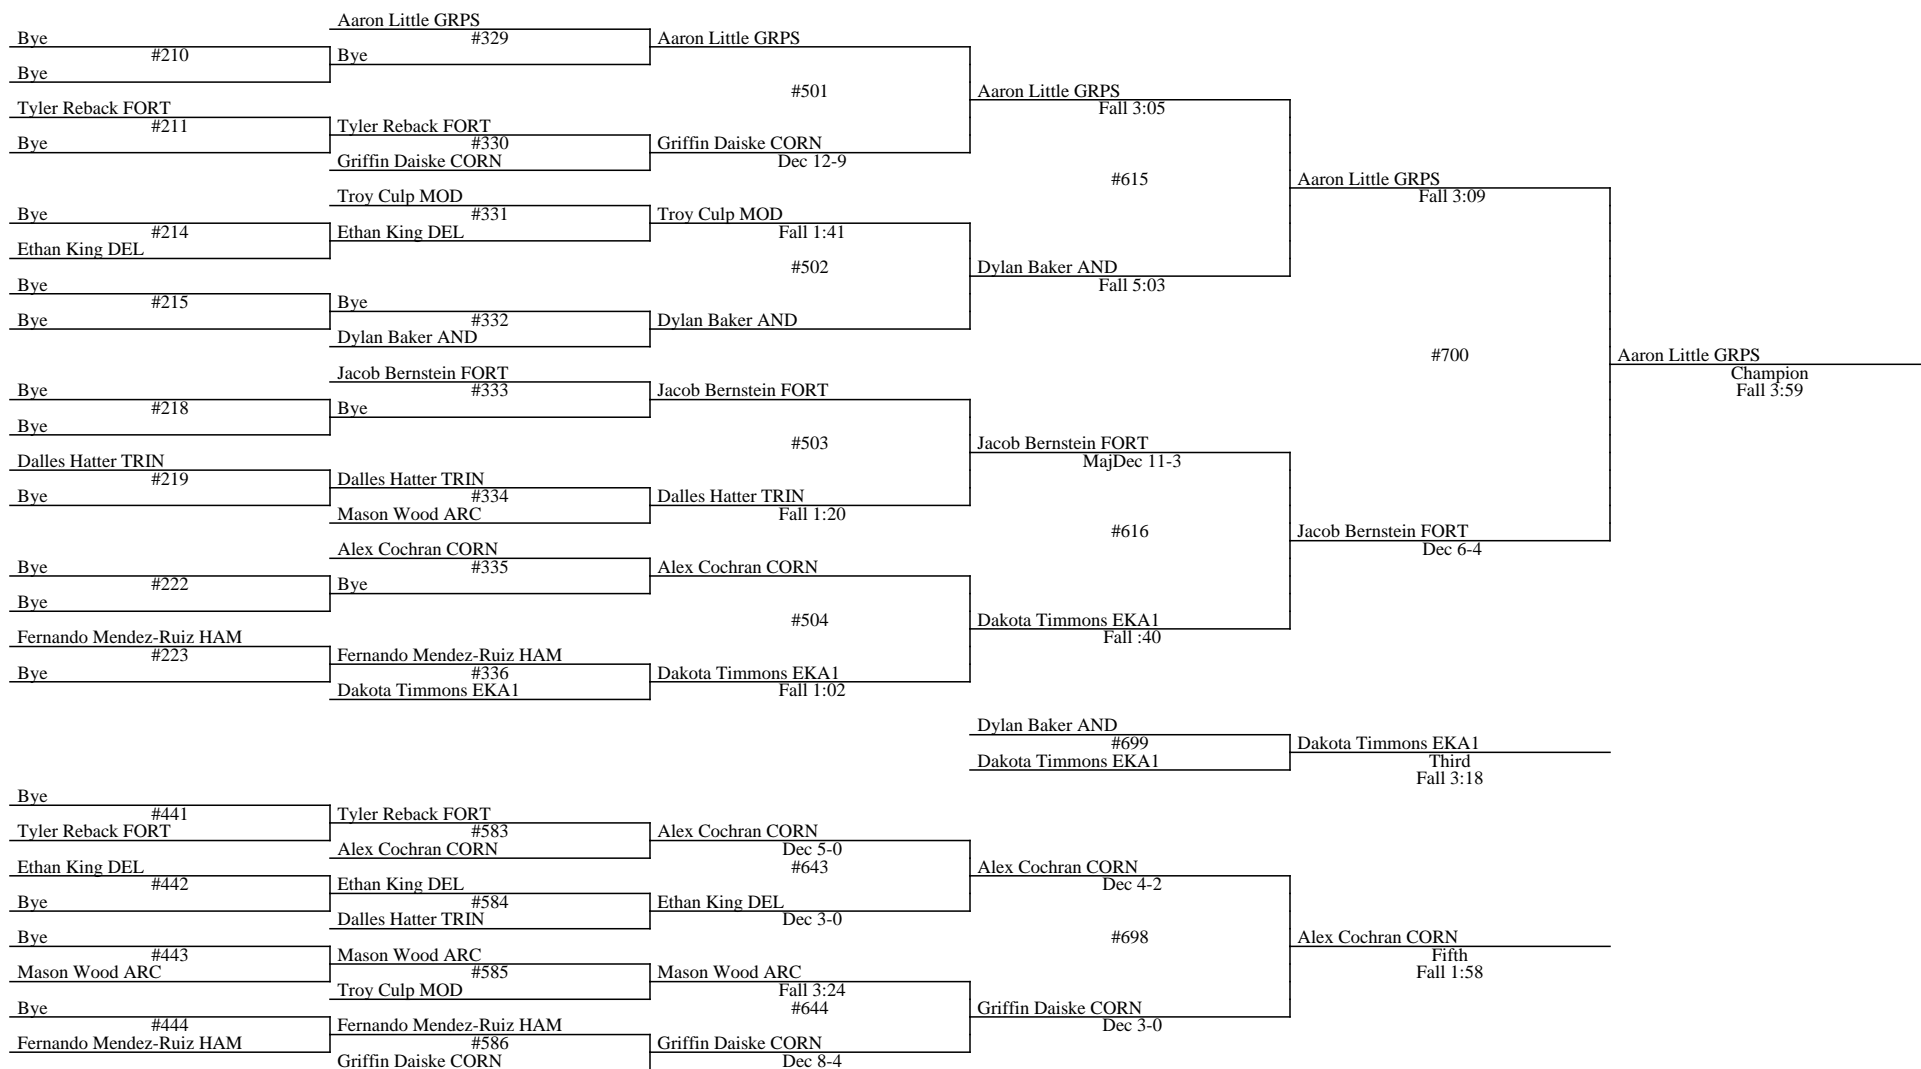 Aaron Little GRPS
Bye
#329
Aaron Little GRPS
#210
Bye
Bye
#501
Aaron Little GRPS
Tyler Reback FORT
Fall 3:05
#211
Tyler Reback FORT
Bye
#330
Griffin Daiske CORN
Griffin Daiske CORN
Dec 12-9
#615
Aaron Little GRPS
Troy Culp MOD
Fall 3:09
Bye
#331
Troy Culp MOD
#214
Ethan King DEL
Fall 1:41
Ethan King DEL
#502
Dylan Baker AND
Bye
Fall 5:03
#215
Bye
Bye
#332
Dylan Baker AND
Dylan Baker AND
#700
Aaron Little GRPS
Jacob Bernstein FORT
Champion
Bye
#333
Jacob Bernstein FORT
Fall 3:59
#218
Bye
Bye
#503
Jacob Bernstein FORT
Dalles Hatter TRIN
MajDec 11-3
#219
Dalles Hatter TRIN
Bye
#334
Dalles Hatter TRIN
Mason Wood ARC
Fall 1:20
#616
Jacob Bernstein FORT
Alex Cochran CORN
Dec 6-4
Bye
#335
Alex Cochran CORN
#222
Bye
Bye
#504
Dakota Timmons EKA1
Fernando Mendez-Ruiz HAM
Fall :40
#223
Fernando Mendez-Ruiz HAM
Bye
#336
Dakota Timmons EKA1
Dakota Timmons EKA1
Fall 1:02
Dylan Baker AND
#699
Dakota Timmons EKA1
Dakota Timmons EKA1
Third
Fall 3:18
Bye
#441
Tyler Reback FORT
Tyler Reback FORT
#583
Alex Cochran CORN
Alex Cochran CORN
Dec 5-0
Ethan King DEL
#643
Alex Cochran CORN
#442
Ethan King DEL
Dec 4-2
Bye
#584
Ethan King DEL
Dalles Hatter TRIN
Dec 3-0
Bye
#698
Alex Cochran CORN
#443
Mason Wood ARC
Fifth
Mason Wood ARC
#585
Mason Wood ARC
Fall 1:58
Troy Culp MOD
Fall 3:24
Bye
#644
Griffin Daiske CORN
#444
Fernando Mendez-Ruiz HAM
Dec 3-0
Fernando Mendez-Ruiz HAM
#586
Griffin Daiske CORN
Griffin Daiske CORN
Dec 8-4